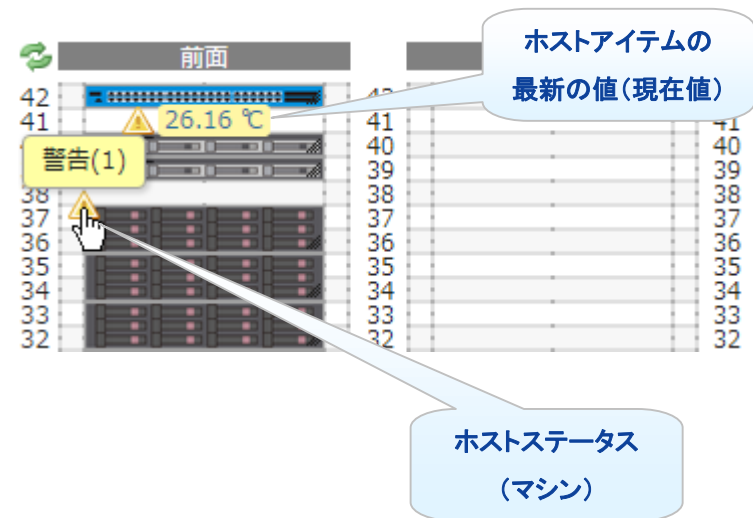 ホストアイテムの
最新の値(現在値)
前面
42 42
41 26.16 ℃ 41 41
警告(1) 40 40
39 39
38 38 38
37 37 37
36 36 36
35 35 35
34 34 34
33 33 33
32 32 32
ホストステータス
(マシン)